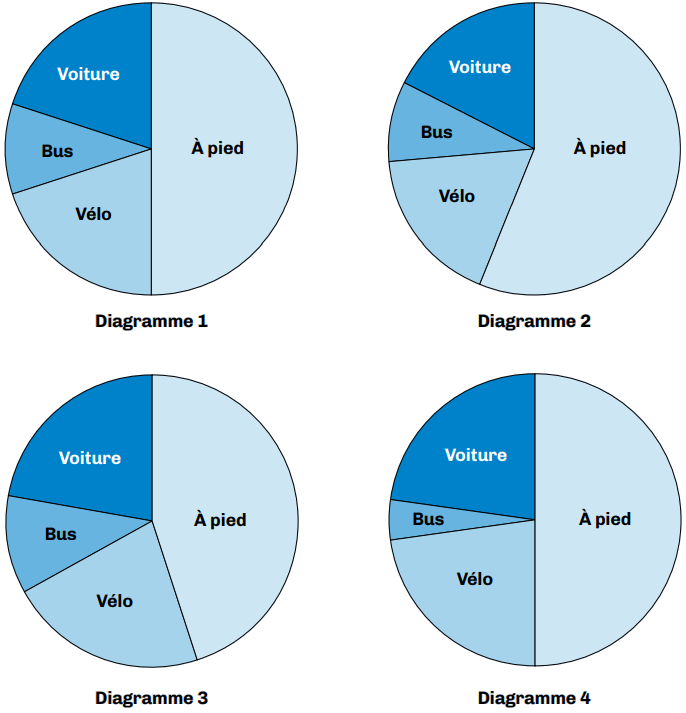 Voiture
Bus
À pied
Vélo
Diagramme 1
Voiture
Bus
À pied
Vélo
Diagramme 2
Voiture
À pied
Bus
Vélo
Diagramme 3
Voiture
Bus
À pied
Vélo
Diagramme 4